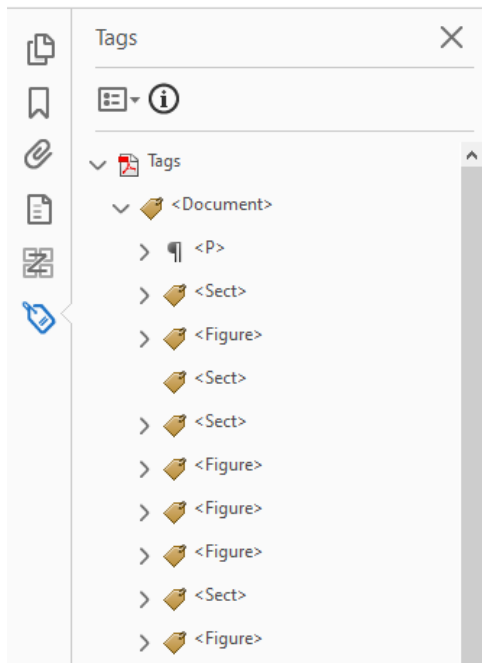 Tags
Tags
<Document>
<P>
<Sect>
<Figure>
<Sect>
<Sect>
<Figure>
<Figure>
<Figure>
<Sect>
<Figure>